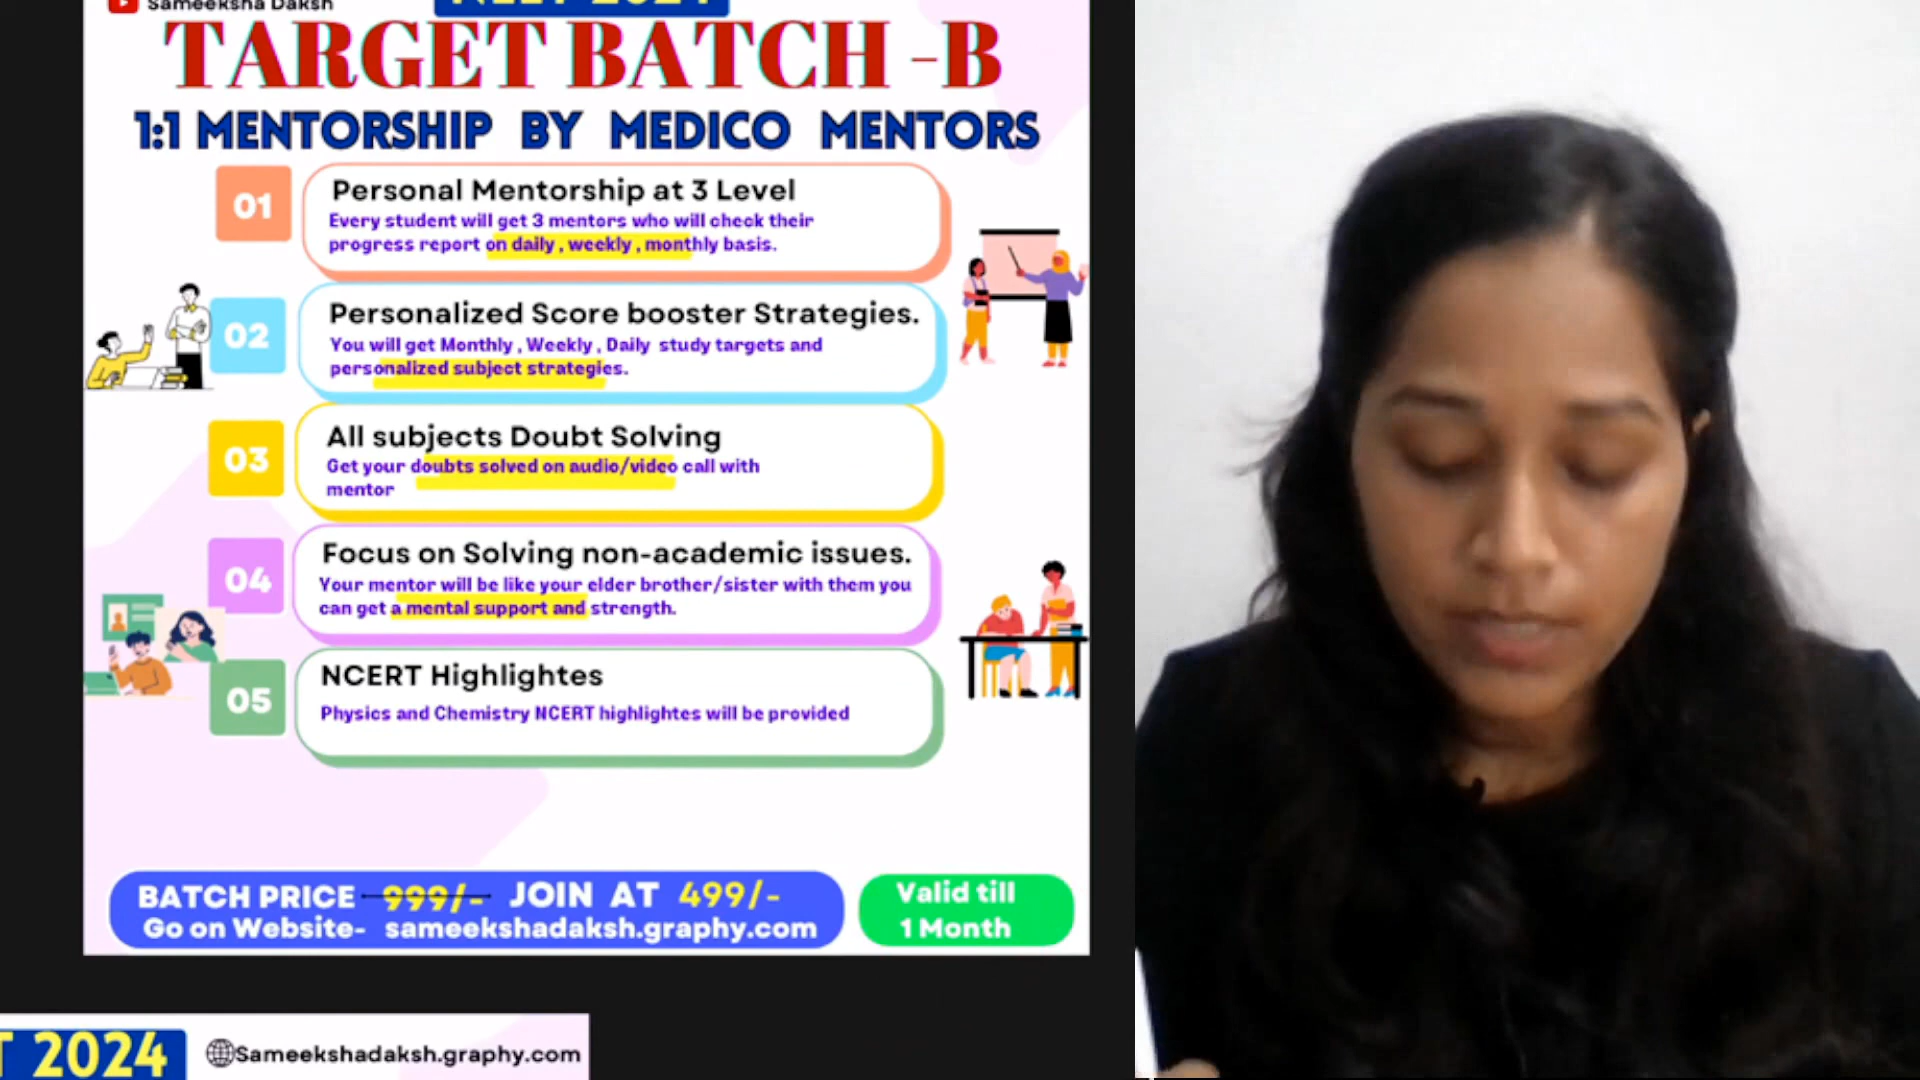 Sameeksha Daksh
NEET 2024
TARGET BATCH -B
1:1 MENTORSHIP BY MEDICO MENTORS
01
Personal Mentorship at 3 Level
Every student will get 3 mentors who will check their
progress report on daily , weekly , monthly basis.
02
Personalized Score booster Strategies.
You will get Monthly , Weekly , Daily study targets and
personalized subject strategies.
03
All subjects Doubt Solving
Get your doubts solved on audio/video call with
mentor
04
Focus on Solving non-academic issues.
Your mentor will be like your elder brother/sister with them you
can get a mental support and strength.
05
NCERT Highlightes
Physics and Chemistry NCERT highlightes will be provided
BATCH PRICE 999/- JOIN AT 499/-
Go on Website- sameekshadaksh.graphy.com
Valid till
1 Month
T 2024
Sameekshadaksh.graphy.com